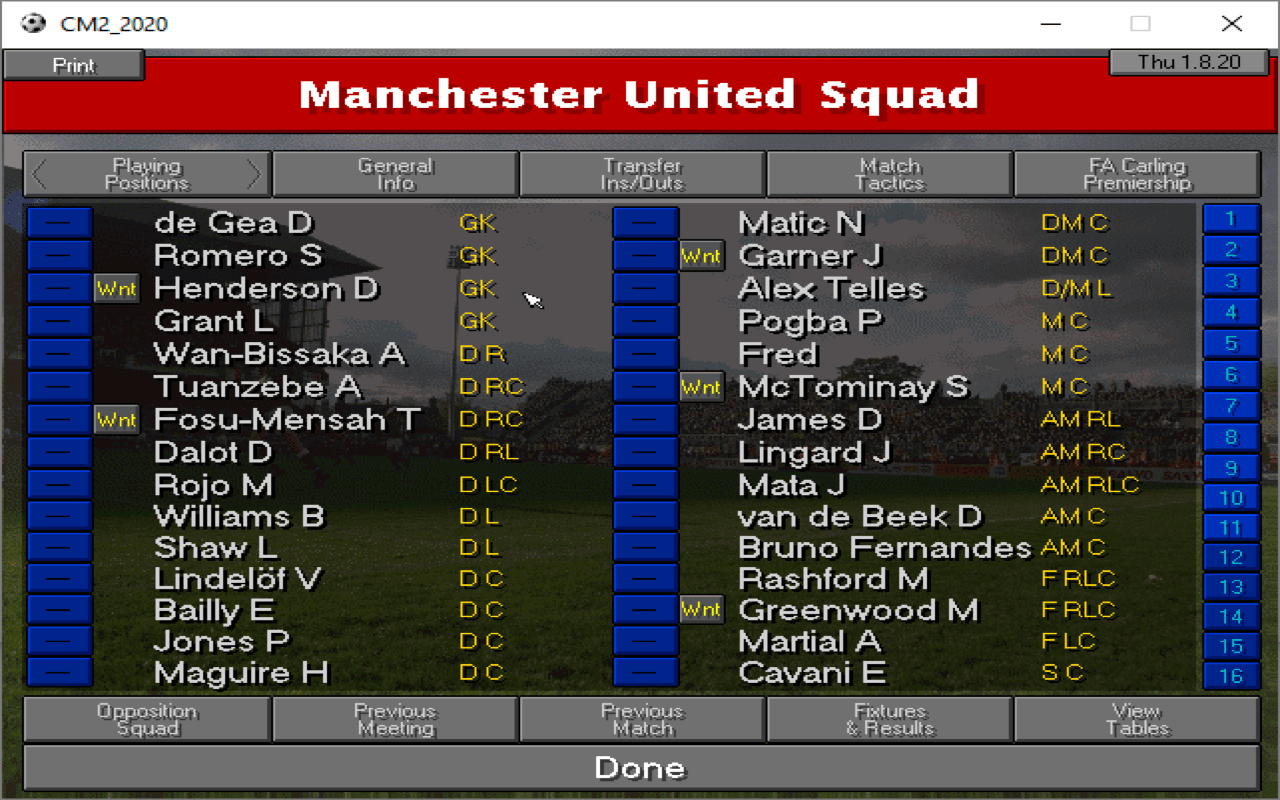 CM2_2020
Print
Thu 1.8.20
Manchester United Squad
Playing Positions
General Info
Transfer Ins/Outs
Match Tactics
FA Carling Premiership
de Gea D GK
Romero S GK
Wnt Henderson D GK
Grant L GK
Wan-Bissaka A D R
Tuanzebe A D RC
Wnt Fosu-Mensah T D RC
Dalot D D RL
Rojo M D LC
Williams B D L
Shaw L D L
Lindelöf V D C
Bailly E D C
Jones P D C
Maguire H D C
Matic N DM C
Wnt Garner J DM C
Alex Telles D/M L
Pogba P M C
Fred M C
Wnt McTominay S M C
James D AM RL
Lingard J AM RC
Mata J AM RLC
van de Beek D AM C
Bruno Fernandes AM C
Rashford M F RLC
Wnt Greenwood M F RLC
Martial A F LC
Cavani E S C
1
2
3
4
5
6
7
8
9
10
11
12
13
14
15
16
Opposition Squad
Previous Meeting
Previous Match
Fixtures & Results
View Tables
Done